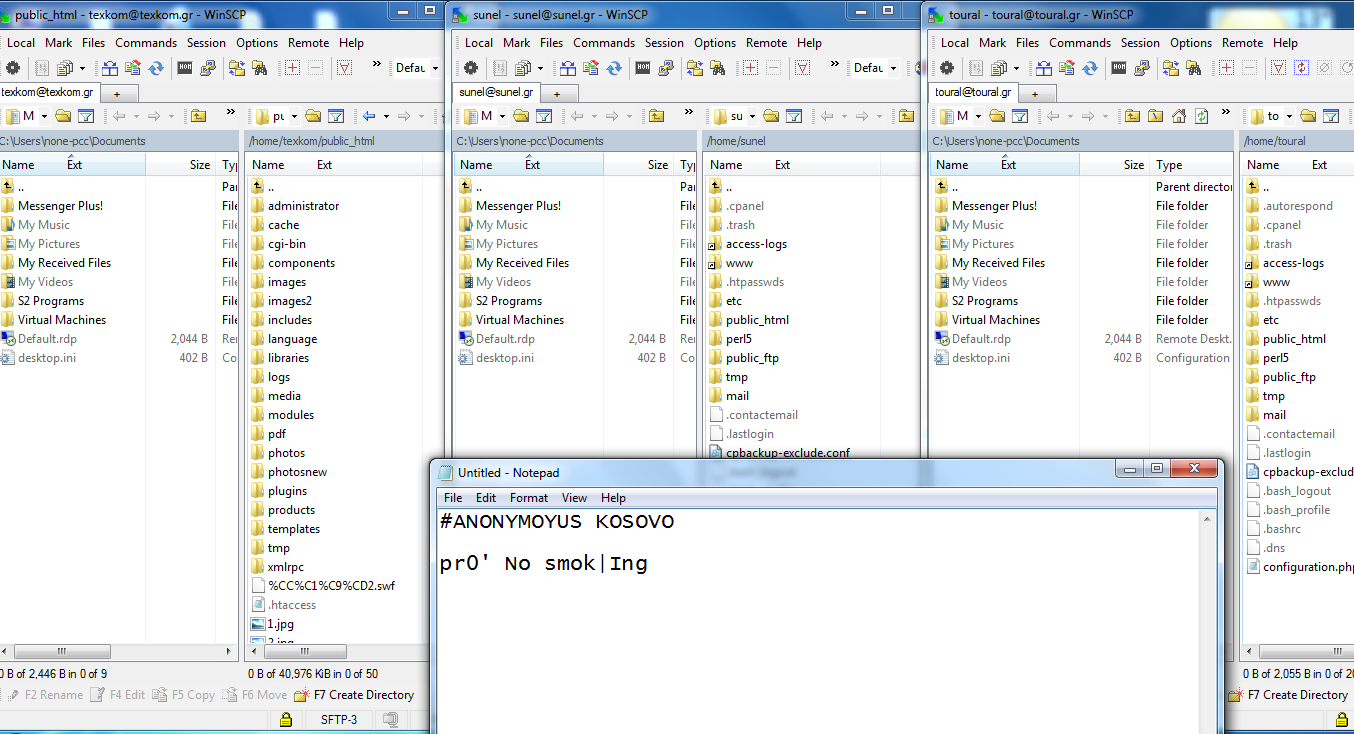 public_html - texkom@texkom.gr - WinSCP
Local Mark Files Commands Session Options Remote Help
Defau
texkom@texkom.gr +
M pu
C:\Users\none-pcc\Documents
Name Ext Size Typ
.. Par
Messenger Plus! File
My Music File
My Pictures File
My Received Files File
My Videos File
S2 Programs File
Virtual Machines File
Default.rdp 2,044 B Ren
desktop.ini 402 B Co
/home/texkom/public_html
Name Ext
..
administrator
cache
cgi-bin
components
images
images2
includes
language
libraries
logs
media
modules
pdf
photos
photosnew
plugins
products
templates
tmp
xmlrpc
%CC%C1%C9%CD2.swf
.htaccess
1.jpg
2.jpg
0 B of 2,446 B in 0 of 9
0 B of 40,976 KiB in 0 of 50
F2 Rename F4 Edit F5 Copy F6 Move F7 Create Directory
SFTP-3
sunel - sunel@sunel.gr - WinSCP
Local Mark Files Commands Session Options Remote Help
Defau
sunel@sunel.gr +
M su
C:\Users\none-pcc\Documents
Name Ext Size Typ
.. Par
Messenger Plus! File
My Music File
My Pictures File
My Received Files File
My Videos File
S2 Programs File
Virtual Machines File
Default.rdp 2,044 B Ren
desktop.ini 402 B Co
/home/sunel
Name Ext
..
.cpanel
.trash
access-logs
www
.htpasswds
etc
public_html
perl5
public_ftp
tmp
mail
.contactemail
.lastlogin
cpbackup-exclude.conf
toural - toural@toural.gr - WinSCP
Local Mark Files Commands Session Options Remote Help
toural@toural.gr +
M to
C:\Users\none-pcc\Documents
Name Ext Size Type
.. Parent director
Messenger Plus! File folder
My Music File folder
My Pictures File folder
My Received Files File folder
My Videos File folder
S2 Programs File folder
Virtual Machines File folder
Default.rdp 2,044 B Remote Deskt.
desktop.ini 402 B Configuration
/home/toural
Name Ext
..
.autorespond
.cpanel
.trash
access-logs
www
.htpasswds
etc
public_html
perl5
public_ftp
tmp
mail
.contactemail
.lastlogin
cpbackup-exclud
.bash_logout
.bash_profile
.bashrc
.dns
configuration.php
0 B of 2,055 B in 0 of 20
F7 Create Directory
Untitled - Notepad
File Edit Format View Help
#ANONYMOYUS KOSOVO
pr0' No smok|Ing